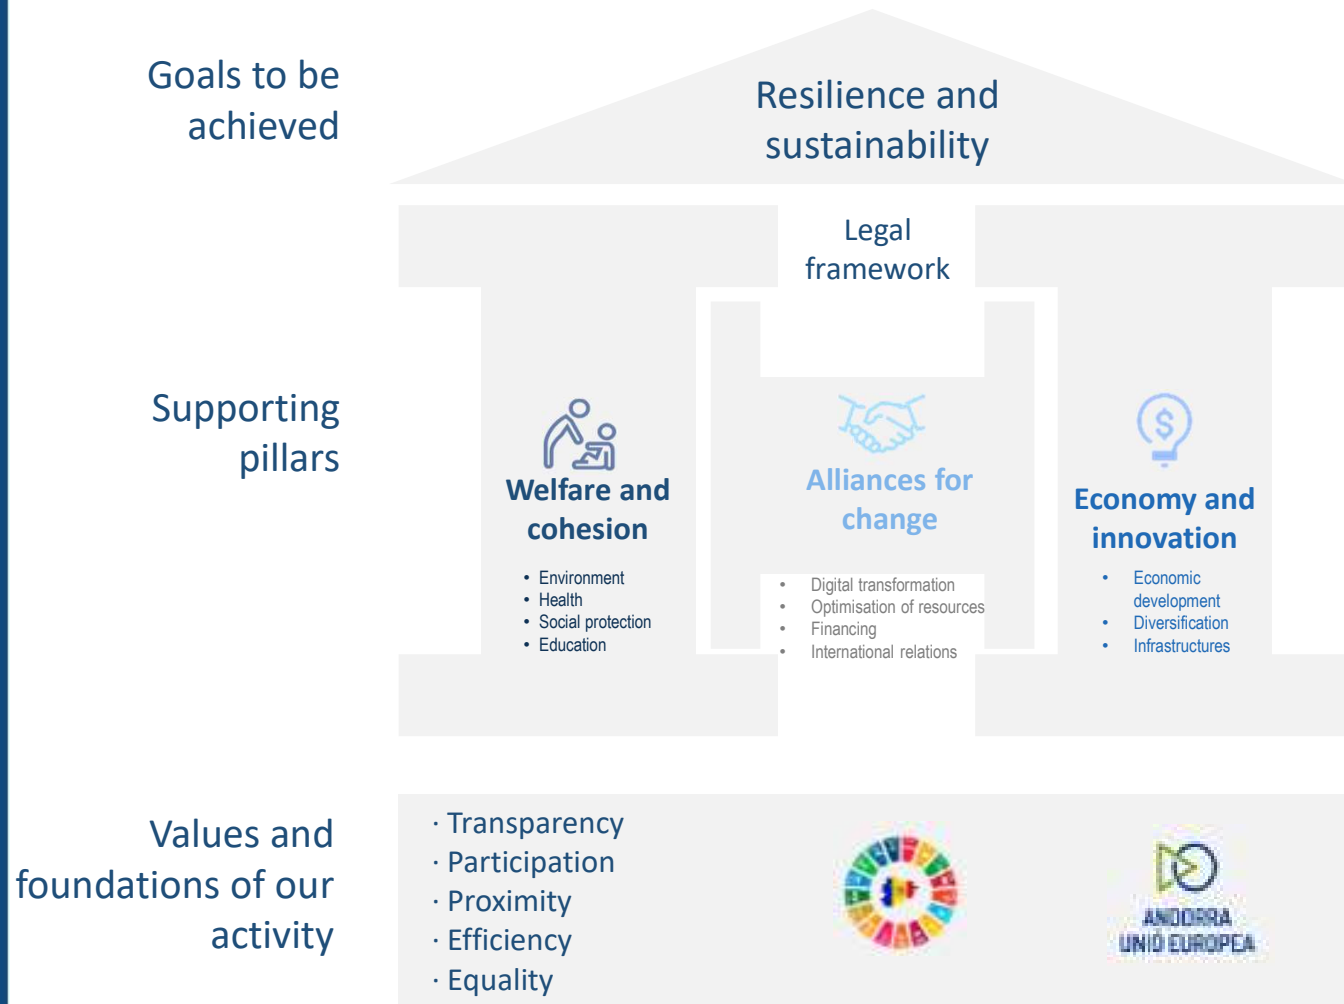 Goals to be
achieved
Resilience and
sustainability
Legal
framework
Supporting
pillars
Welfare and
cohesion
• Environment
• Health
• Social protection
• Education
Alliances for
change
• Digital transformation
• Optimisation of resources
• Financing
• International relations
$
Economy and
innovation
• Economic
development
• Diversification
• Infrastructures
Values and
foundations of our
activity
· Transparency
· Participation
· Proximity
· Efficiency
· Equality
ANDORRA
UNIÓ EUROPEA